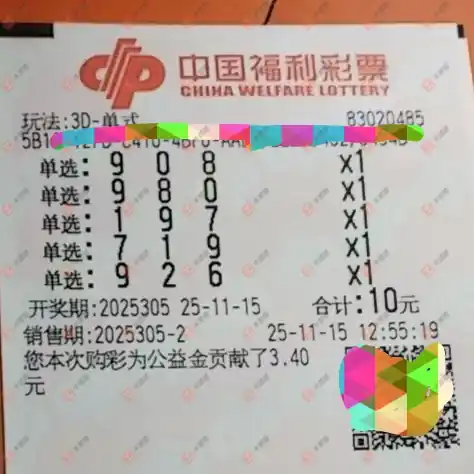 中国福利彩票
CHINA WELFARE LOTTERY
玩法:3D-单式 83020485
单选: 9 0 8 x1
单选: 9 8 0 x1
单选: 1 9 7 x1
单选: 7 1 9 x1
单选: 9 2 6 x1
开奖期:2025305 25-11-15 合计:10元
销售期:2025305-2 25-11-15 12:55:19
您本次购彩为公益金贡献了3.40
元